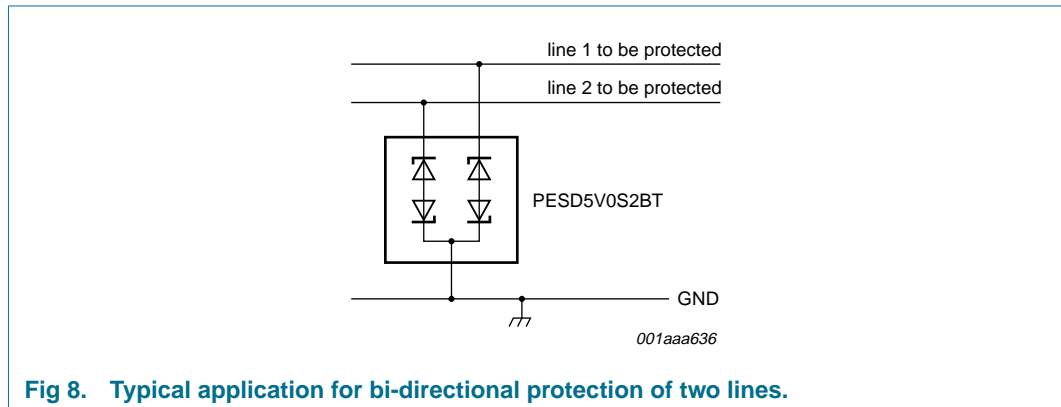 line 1 to be protected
line 2 to be protected
PESD5V0S2BT
GND
001aaa636
Fig 8. Typical application for bi-directional protection of two lines.